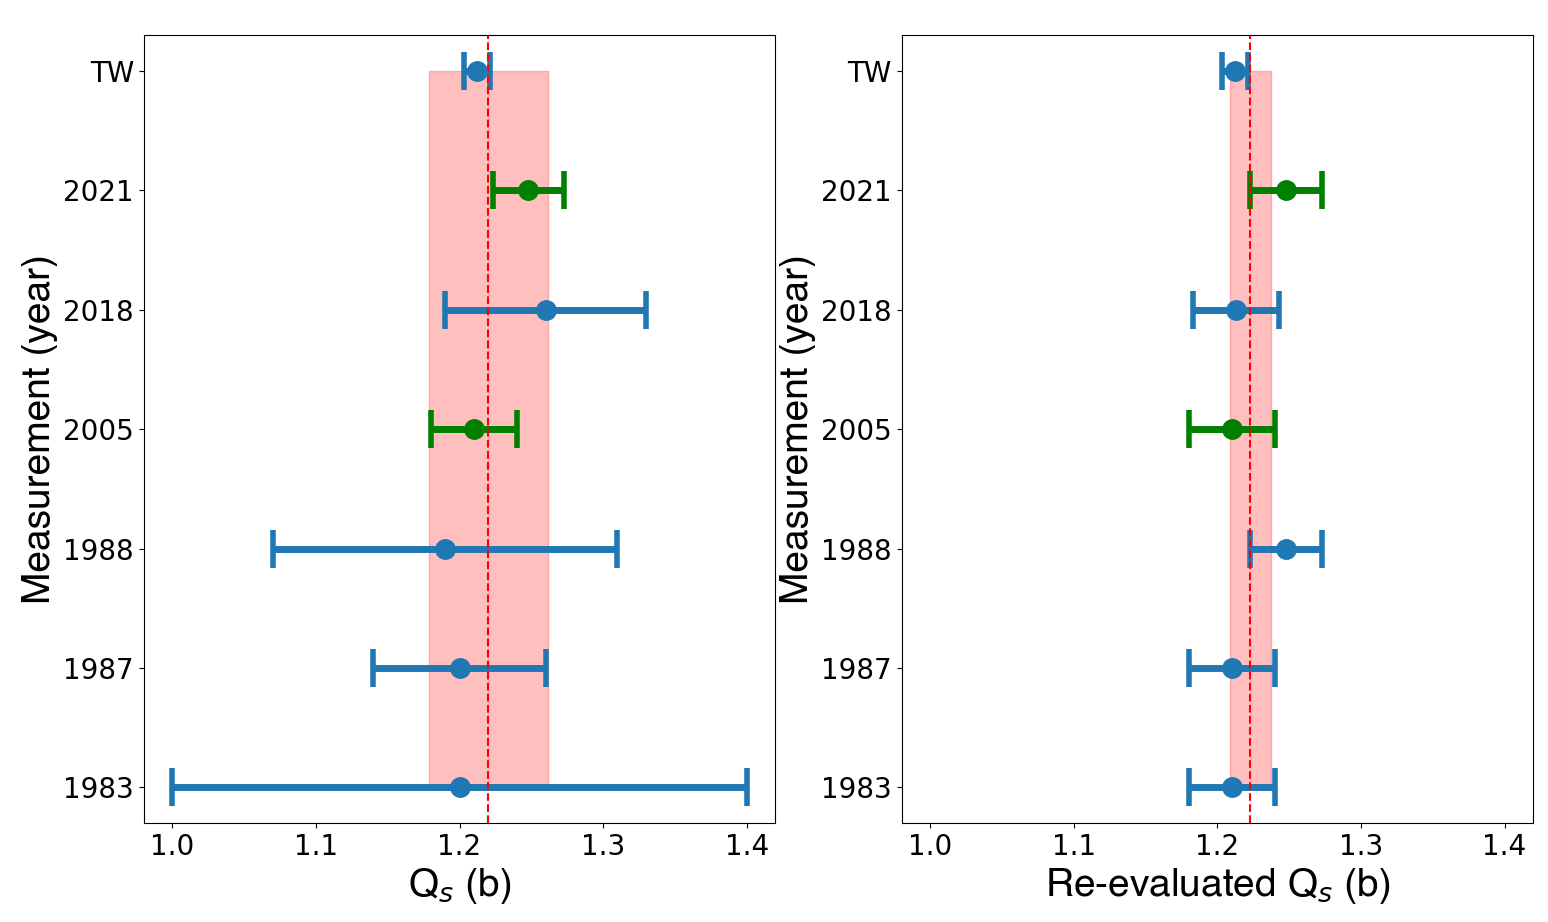 Measurement (year)
TW
2021
2018
2005
1988
1987
1983
1.0 1.1 1.2 1.3 1.4
Qs (b)
Measurement (year)
TW
2021
2018
2005
1988
1987
1983
1.0 1.1 1.2 1.3 1.4
Re-evaluated Qs (b)